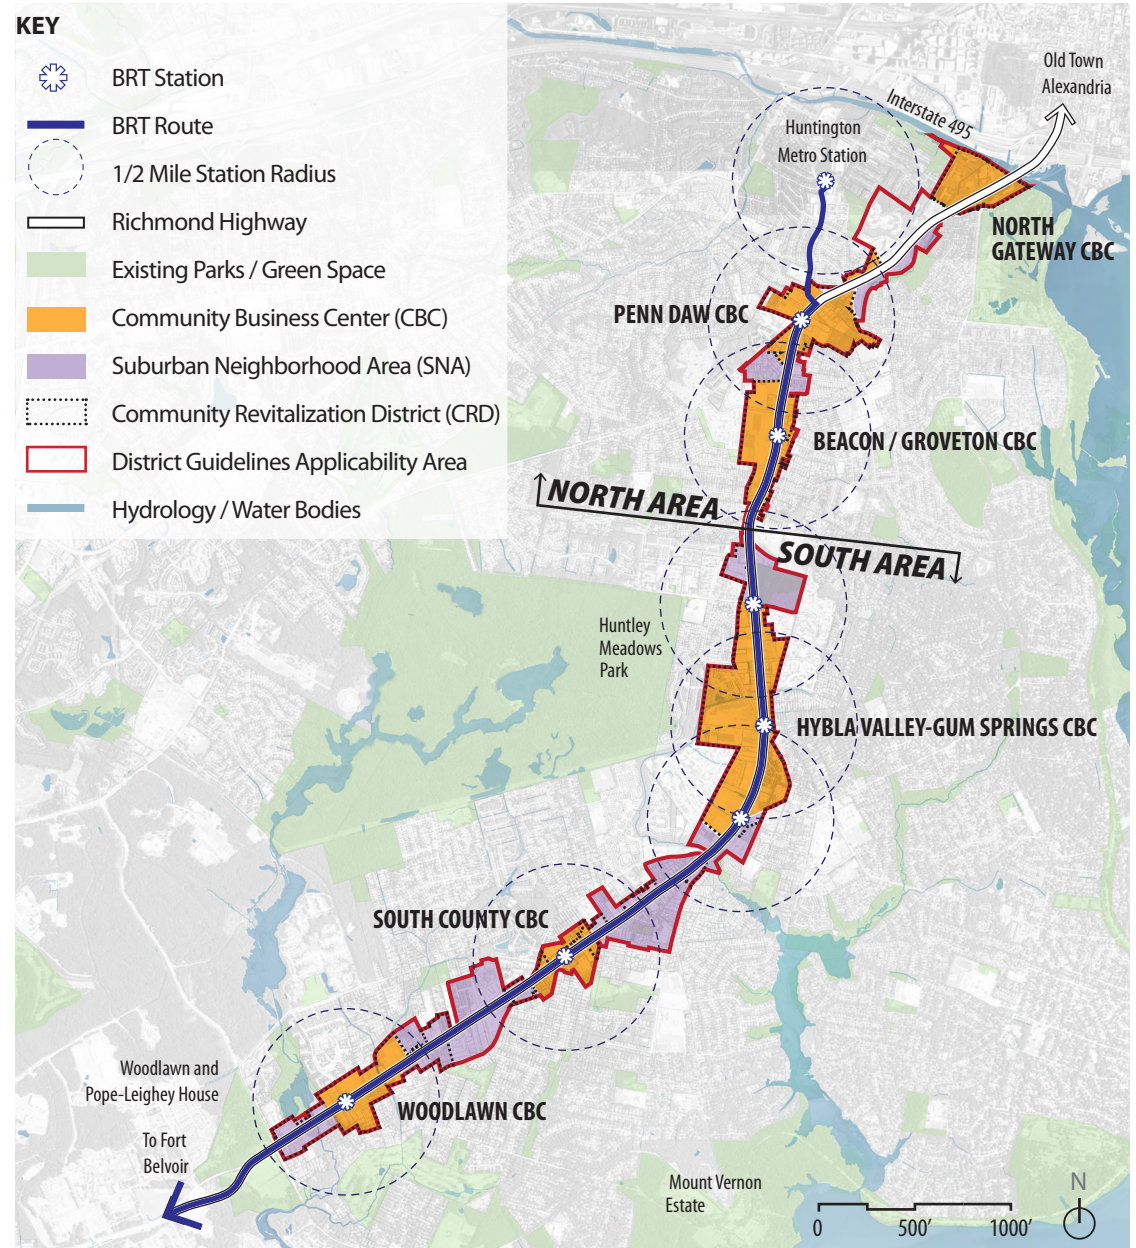 KEY
BRT Station
BRT Route
1/2 Mile Station Radius
Richmond Highway
Existing Parks / Green Space
Community Business Center (CBC)
Suburban Neighborhood Area (SNA)
Community Revitalization District (CRD)
District Guidelines Applicability Area
Hydrology / Water Bodies
Old Town
Alexandria
Interstate 495
Huntington
Metro Station
NORTH
GATEWAY CBC
PENN DAW CBC
BEACON / GROVETON CBC
NORTH AREA
SOUTH AREA
Huntley
Meadows
Park
HYBLA VALLEY-GUM SPRINGS CBC
SOUTH COUNTY CBC
Woodlawn and
Pope-Leighey House
WOODLAWN CBC
To Fort
Belvoir
Mount Vernon
Estate
N
0 500' 1000'